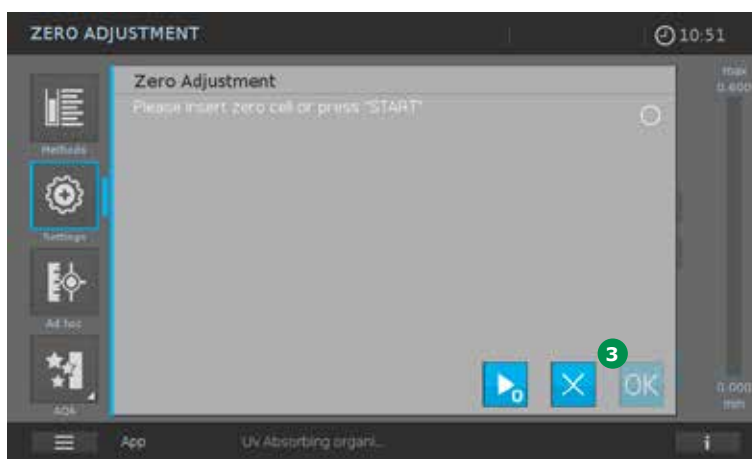 ZERO ADJUSTMENT
10:51
Zero Adjustment
Please insert zero cell or press "START"
max
0.600
Methods
Settings
Ad hoc
AQA
3
0
OK
0.000
min
App
Uv Absorbing organi...
i